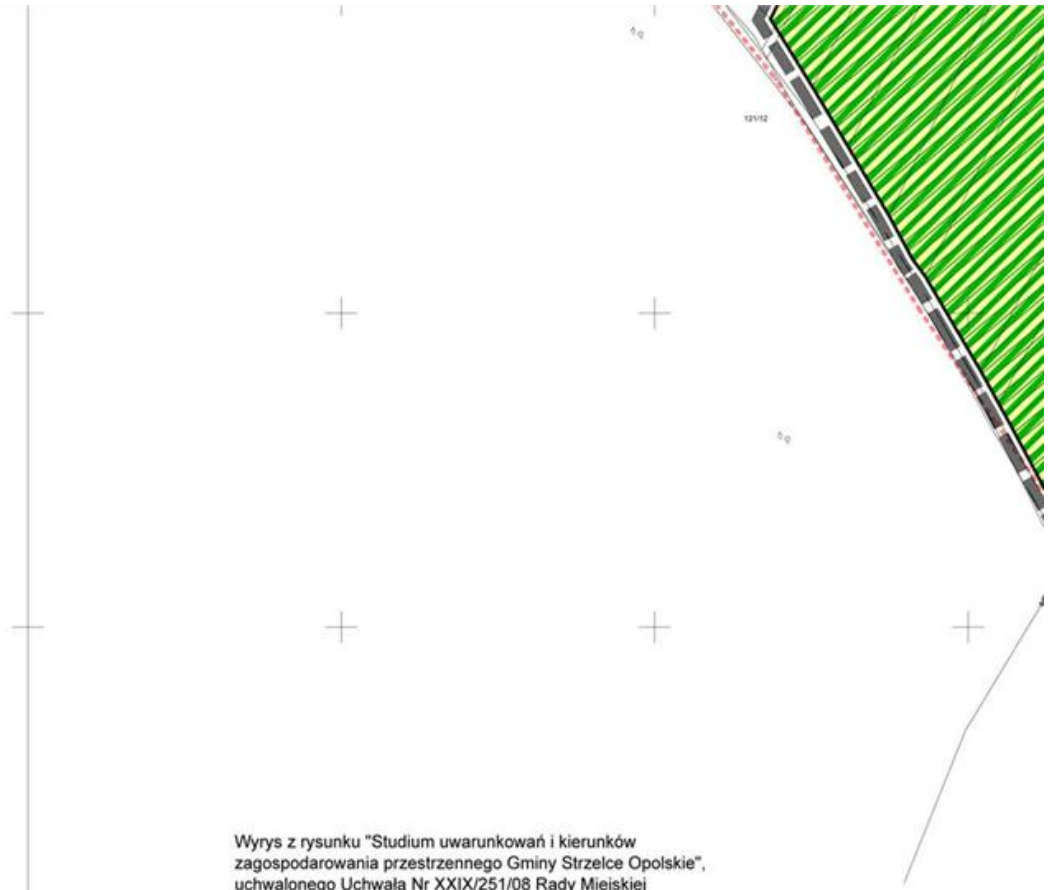 121/12
Wyrys z rysunku "Studium uwarunkowań i kierunków
zagospodarowania przestrzennego Gminy Strzelce Opolskie",
uchwalonego Uchwałą Nr XXIX/251/08 Rady Miejskiej